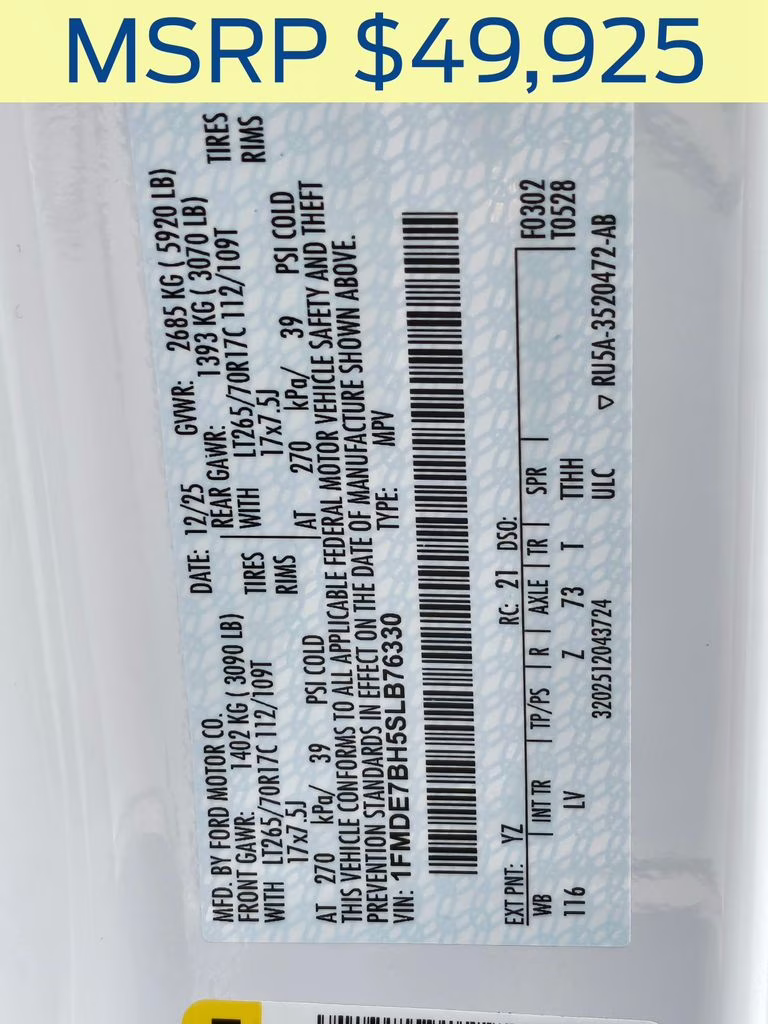 MSRP $49,925
MFD. BY FORD MOTOR CO. DATE: 12/25 GVWR: 2685 KG ( 5920 LB)
FRONT GAWR: 1402 KG ( 3090 LB) REAR GAWR: 1393 KG ( 3070 LB)
WITH LT265/70R17C 112/109T TIRES WITH LT265/70R17C 112/109T TIRES
17x7.5J RIMS 17x7.5J RIMS
AT 270 kPa/ 39 PSI COLD AT 270 kPa/ 39 PSI COLD
THIS VEHICLE CONFORMS TO ALL APPLICABLE FEDERAL MOTOR VEHICLE SAFETY AND THEFT
PREVENTION STANDARDS IN EFFECT ON THE DATE OF MANUFACTURE SHOWN ABOVE.
VIN: 1FMDE7BH5SLB76330 TYPE: MPV
EXT PNT: YZ RC: 21 DSO: F0302
WB INT TR TP/PS R AXLE TR SPR T0528
116 LV Z 73 T TTHH
3202512043724 ULC ▽ RU5A-3520472-AB